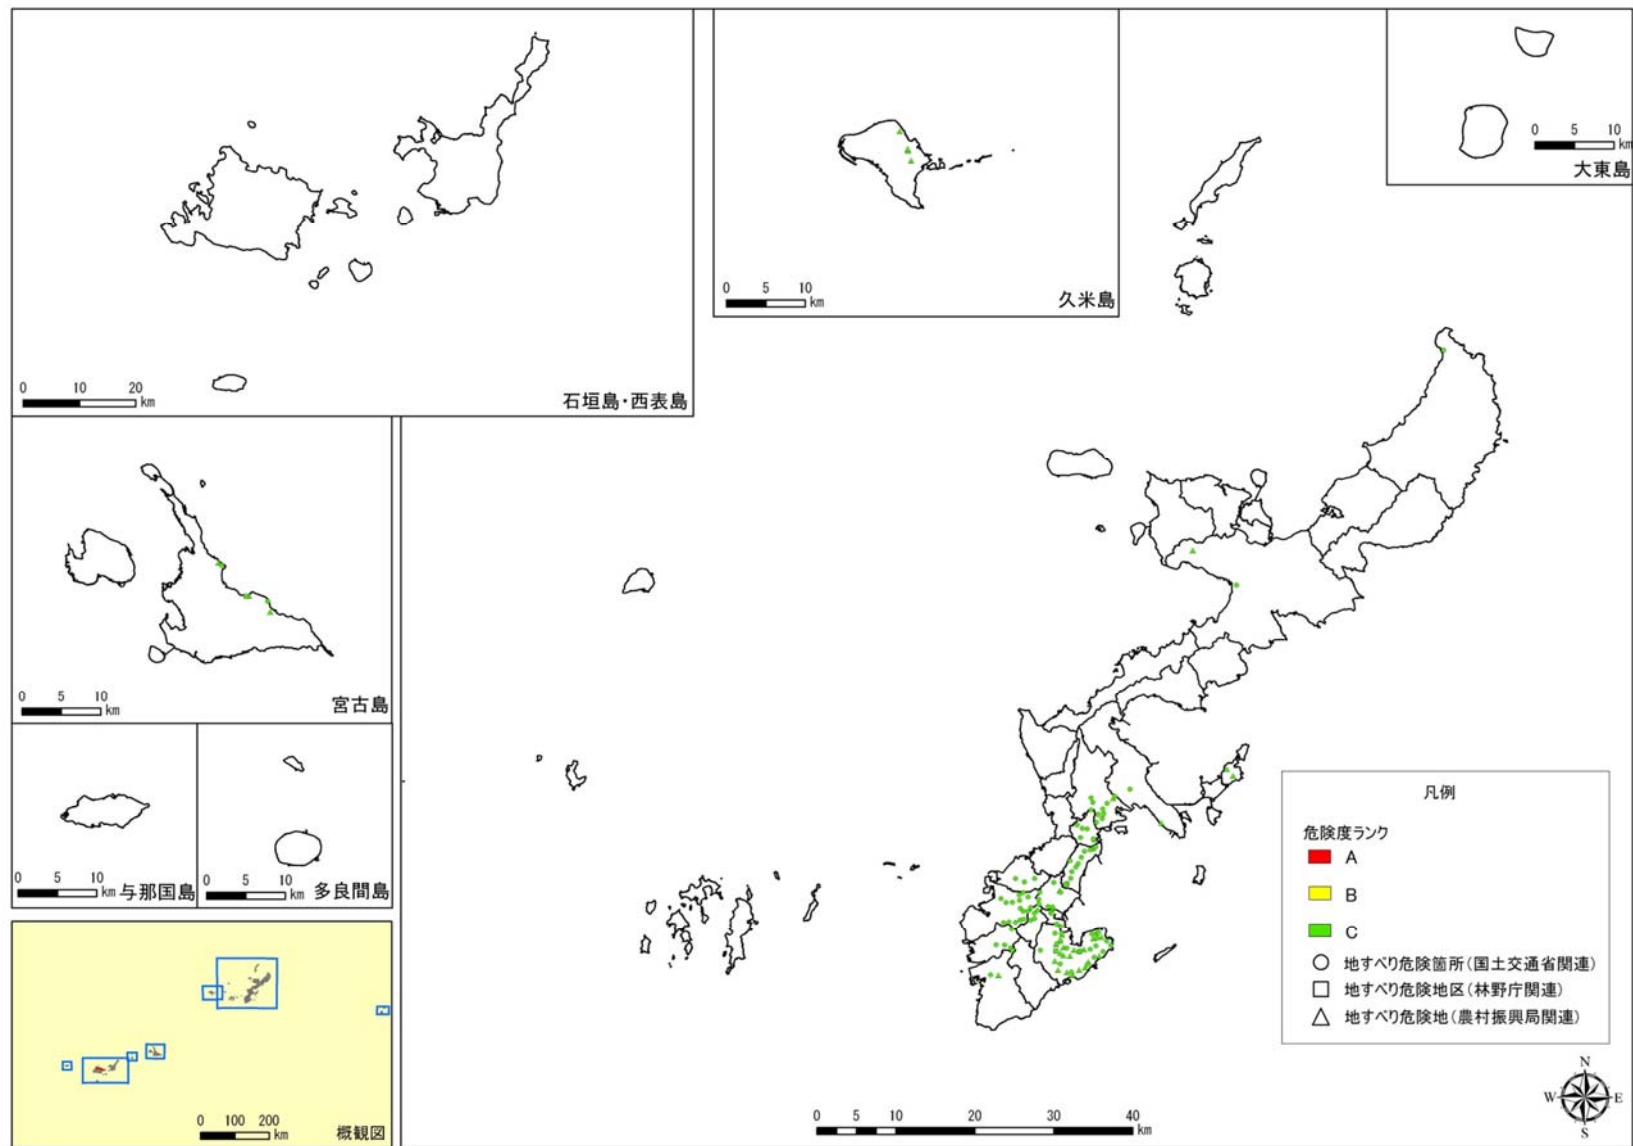 0 5 10
km
大東島
0 5 10
km
久米島
0 10 20
km
石垣島・西表島
0 5 10
km
宮古島
0 5 10
km
与那国島
0 5 10
km
多良間島
0 100 200
km
概観図
凡例
危険度ランク
A
B
C
地すべり危険箇所(国土交通省関連)
地すべり危険地区(林野庁関連)
地すべり危険地(農村振興局関連)
N
W
E
S
0 5 10 20 30 40
km